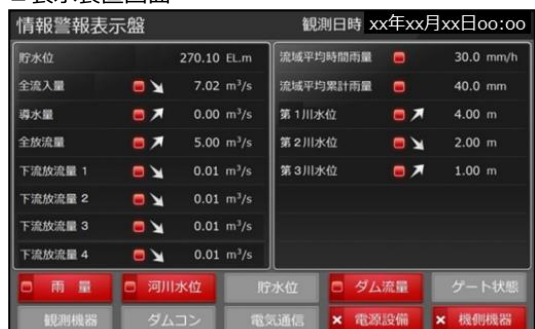 情報警報表示盤 観測日時 xx年xx月xx日oo:oo
貯水位 270.10 EL.m
全流入量 7.02 m³/s
導水量 0.00 m³/s
全放流量 5.00 m³/s
下流放流量 1 0.01 m³/s
下流放流量 2 0.01 m³/s
下流放流量 3 0.01 m³/s
下流放流量 4 0.01 m³/s
流域平均時間雨量 30.0 mm/h
流域平均累計雨量 40.0 mm
第1川水位 4.00 m
第2川水位 2.00 m
第3川水位 1.00 m
雨 量 河川水位 貯水位 ダム流量 ゲート状態
観測機器 ダムコン 電気通信 × 電源設備 × 機側機器